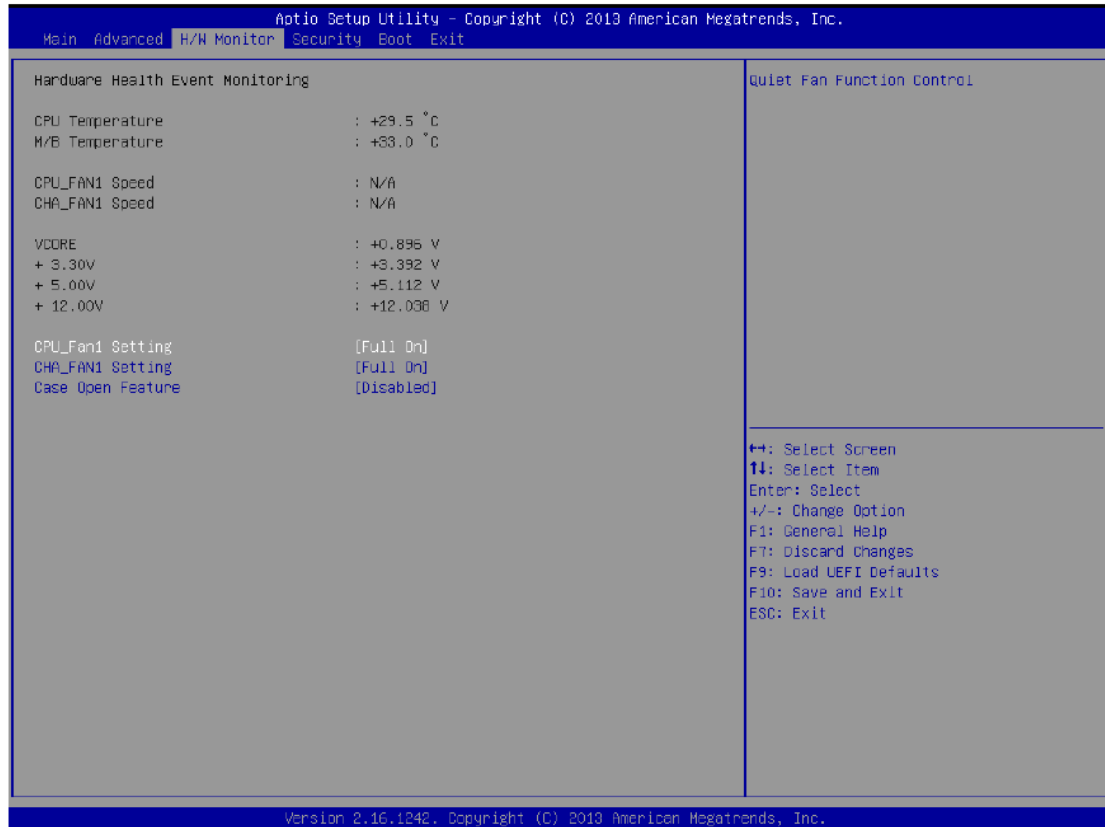 Aptio Setup Utility - Copyright (C) 2013 American Megatrends, Inc.
Main Advanced H/W Monitor Security Boot Exit
Hardware Health Event Monitoring
CPU Temperature : +29.5 °C
M/B Temperature : +33.0 °C
CPU_FAN1 Speed : N/A
CHA_FAN1 Speed : N/A
VCORE : +0.896 V
+ 3.30V : +3.392 V
+ 5.00V : +5.112 V
+ 12.00V : +12.038 V
CPU_Fan1 Setting [Full On]
CHA_FAN1 Setting [Full On]
Case Open Feature [Disabled]
Quiet Fan Function Control
↔: Select Screen
↑↓: Select Item
Enter: Select
+/-: Change Option
F1: General Help
F7: Discard Changes
F9: Load UEFI Defaults
F10: Save and Exit
ESC: Exit
Version 2.16.1242. Copyright (C) 2013 American Megatrends, Inc.